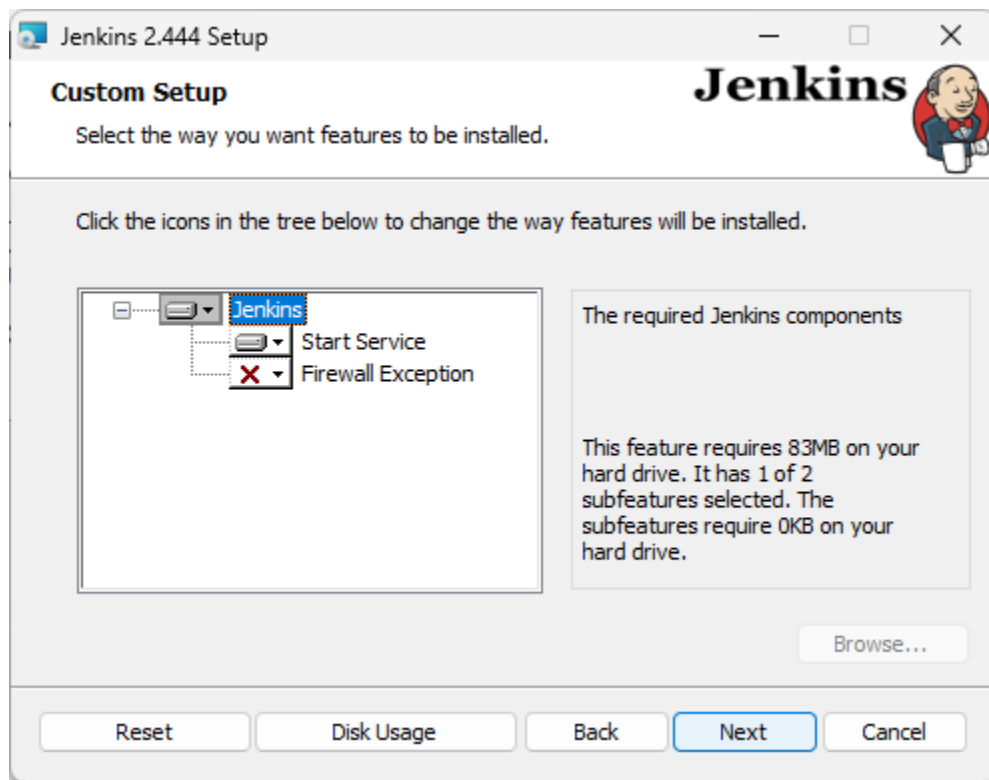 Jenkins 2.444 Setup
Custom Setup
Jenkins
Select the way you want features to be installed.
Click the icons in the tree below to change the way features will be installed.
Jenkins
Start Service
Firewall Exception
The required Jenkins components
This feature requires 83MB on your
hard drive. It has 1 of 2
subfeatures selected. The
subfeatures require 0KB on your
hard drive.
Browse...
Reset
Disk Usage
Back
Next
Cancel